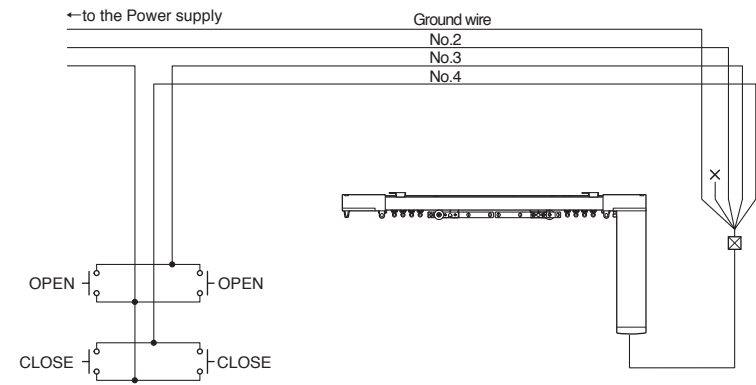 ←to the Power supply
Ground wire
No.2
No.3
No.4
OPEN
OPEN
CLOSE
CLOSE